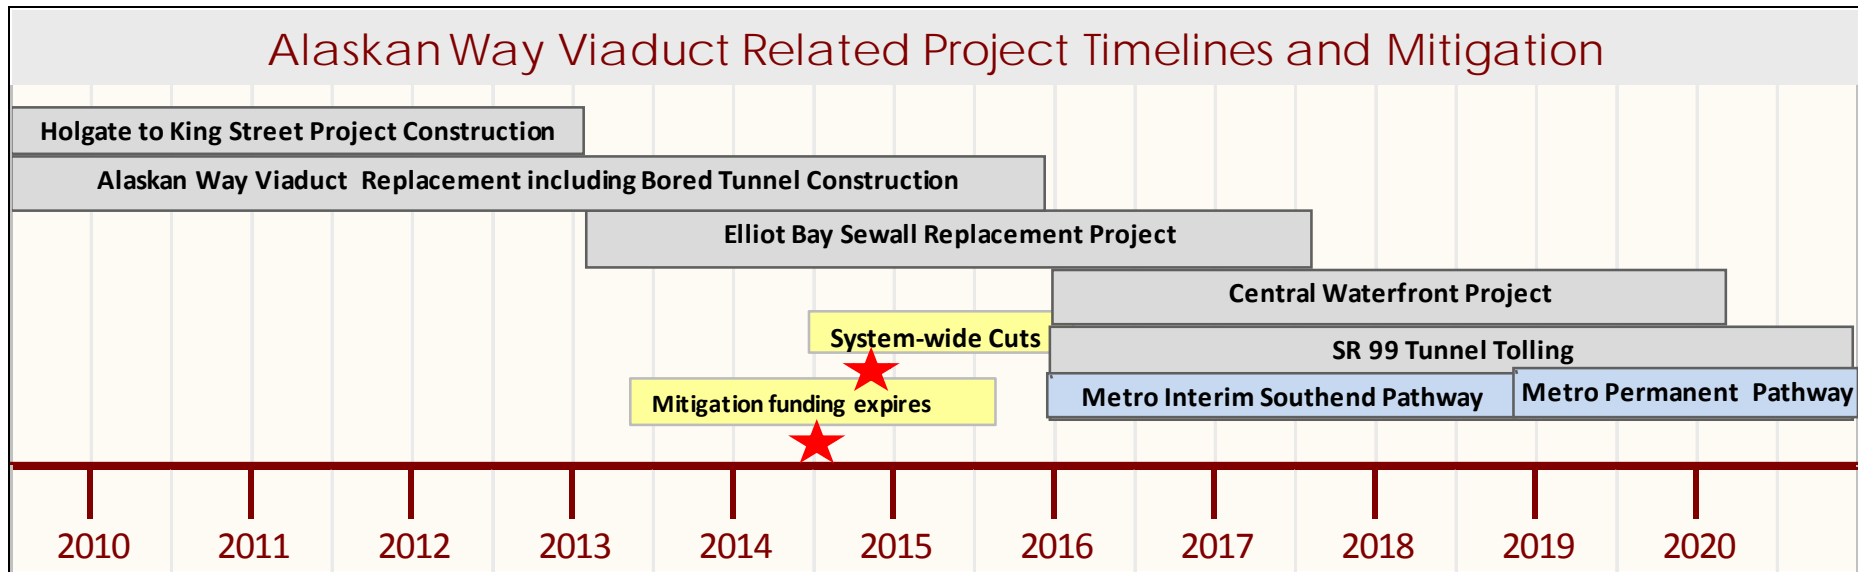 Alaskan Way Viaduct Related Project Timelines and Mitigation
Holgate to King Street Project Construction
Alaskan Way Viaduct Replacement including Bored Tunnel Construction
Elliot Bay Sewall Replacement Project
Central Waterfront Project
System-wide Cuts
SR 99 Tunnel Tolling
Mitigation funding expires
Metro Interim Southend Pathway
Metro Permanent Pathway
2010 2011 2012 2013 2014 2015 2016 2017 2018 2019 2020